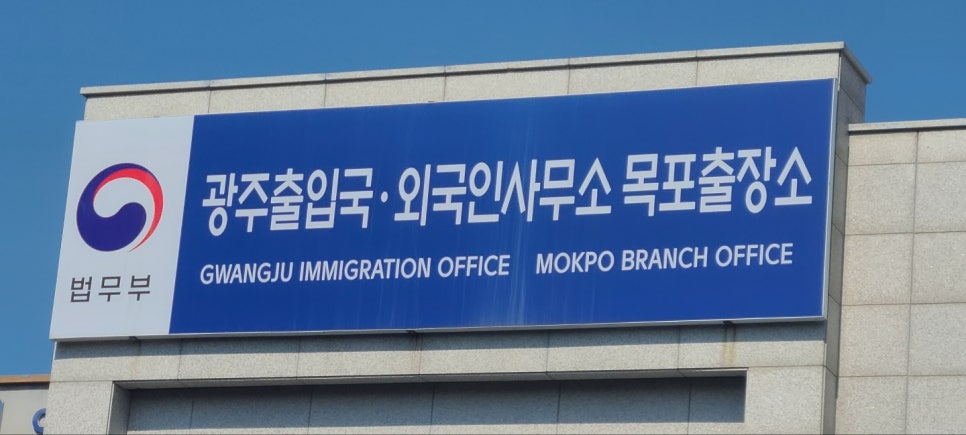 법무부
광주출입국·외국인사무소 목포출장소
GWANGJU IMMIGRATION OFFICE MOKPO BRANCH OFFICE